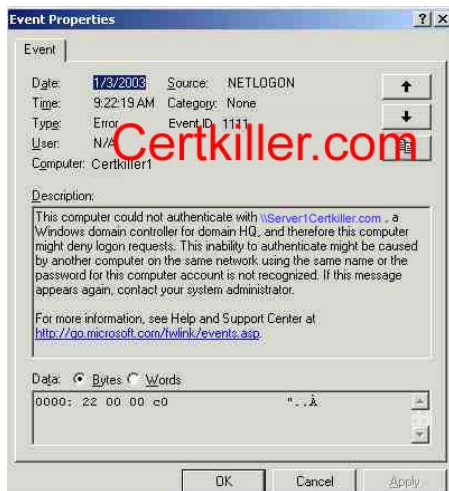 Event Properties
Event
Date: 1/3/2003 Source: NETLOGON
Time: 9:22:19 AM Category: None
Type: Error Event ID: 1111
User: N/A
Computer: Certkiller1
Certkiller.com
Description:
This computer could not authenticate with \\Server1Certkiller.com , a
Windows domain controller for domain HQ, and therefore this computer
might deny logon requests. This inability to authenticate might be caused
by another computer on the same network using the same name or the
password for this computer account is not recognized. If this message
appears again, contact your system administrator.
For more information, see Help and Support Center at
http://go.microsoft.com/fwlink/events.asp.
Data: Bytes Words
0000: 22 00 00 c0 "..À
OK Cancel Apply